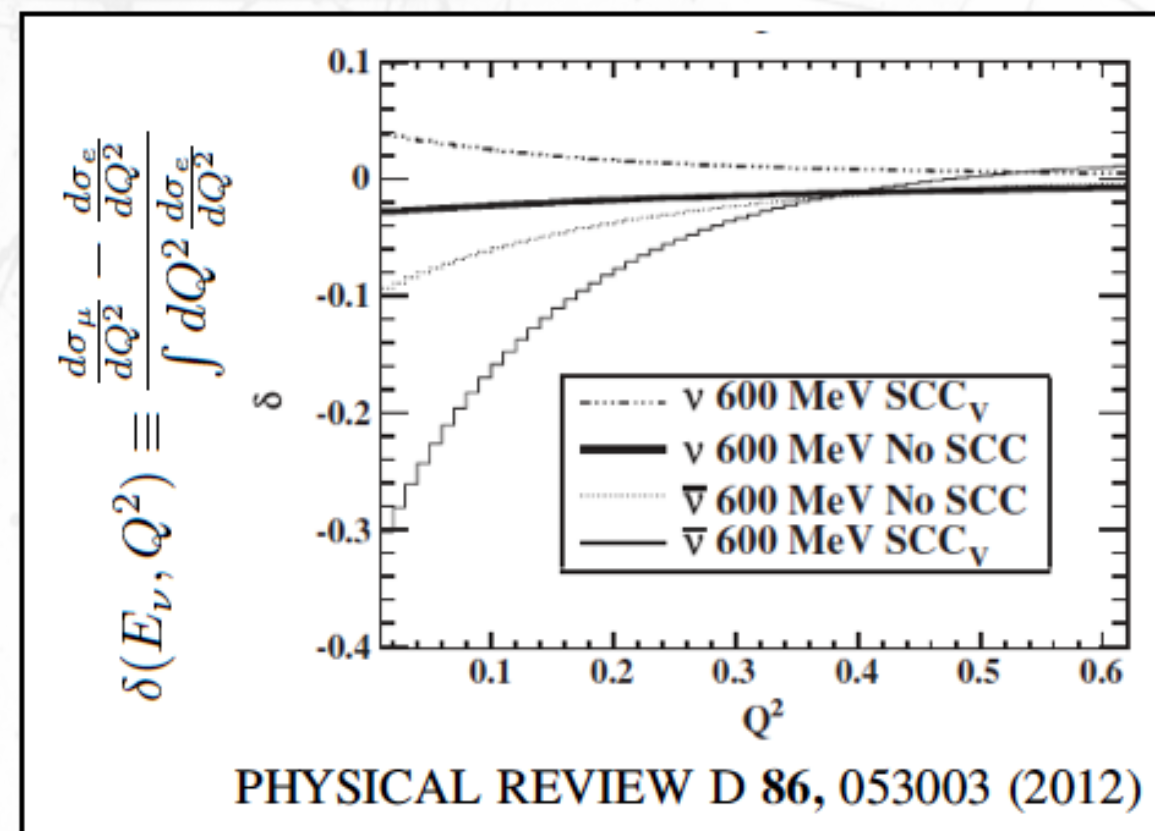 δ(E_ν, Q²) ≡ (dσ_μ/dQ² − dσ_e/dQ²) / (∫ dQ² dσ_e/dQ²)
δ
0.1
0
-0.1
-0.2
-0.3
-0.4
ν 600 MeV SCC_V
ν 600 MeV No SCC
ν̄ 600 MeV No SCC
ν̄ 600 MeV SCC_V
0.1 0.2 0.3 0.4 0.5 0.6
Q²
PHYSICAL REVIEW D 86, 053003 (2012)